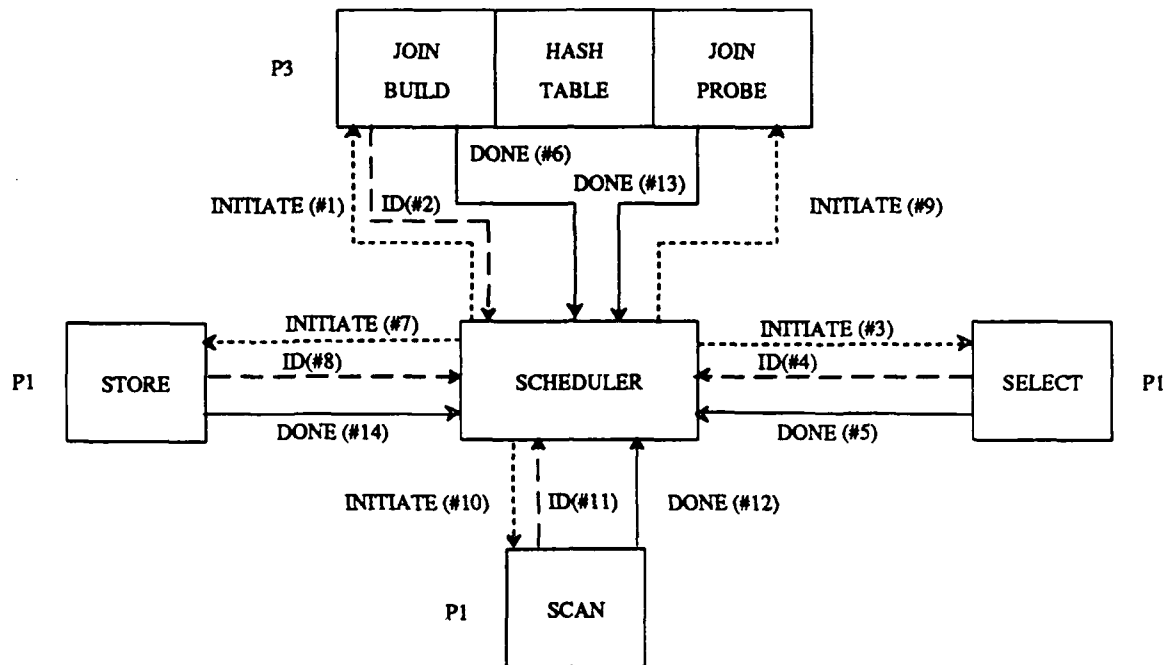 JOIN
BUILD
HASH
TABLE
JOIN
PROBE
P3
DONE (#6)
DONE (#13)
INITIATE (#1)
ID(#2)
INITIATE (#9)
INITIATE (#7)
ID(#8)
DONE (#14)
P1
STORE
SCHEDULER
INITIATE (#3)
ID(#4)
DONE (#5)
SELECT
P1
INITIATE (#10)
ID(#11)
DONE (#12)
P1
SCAN